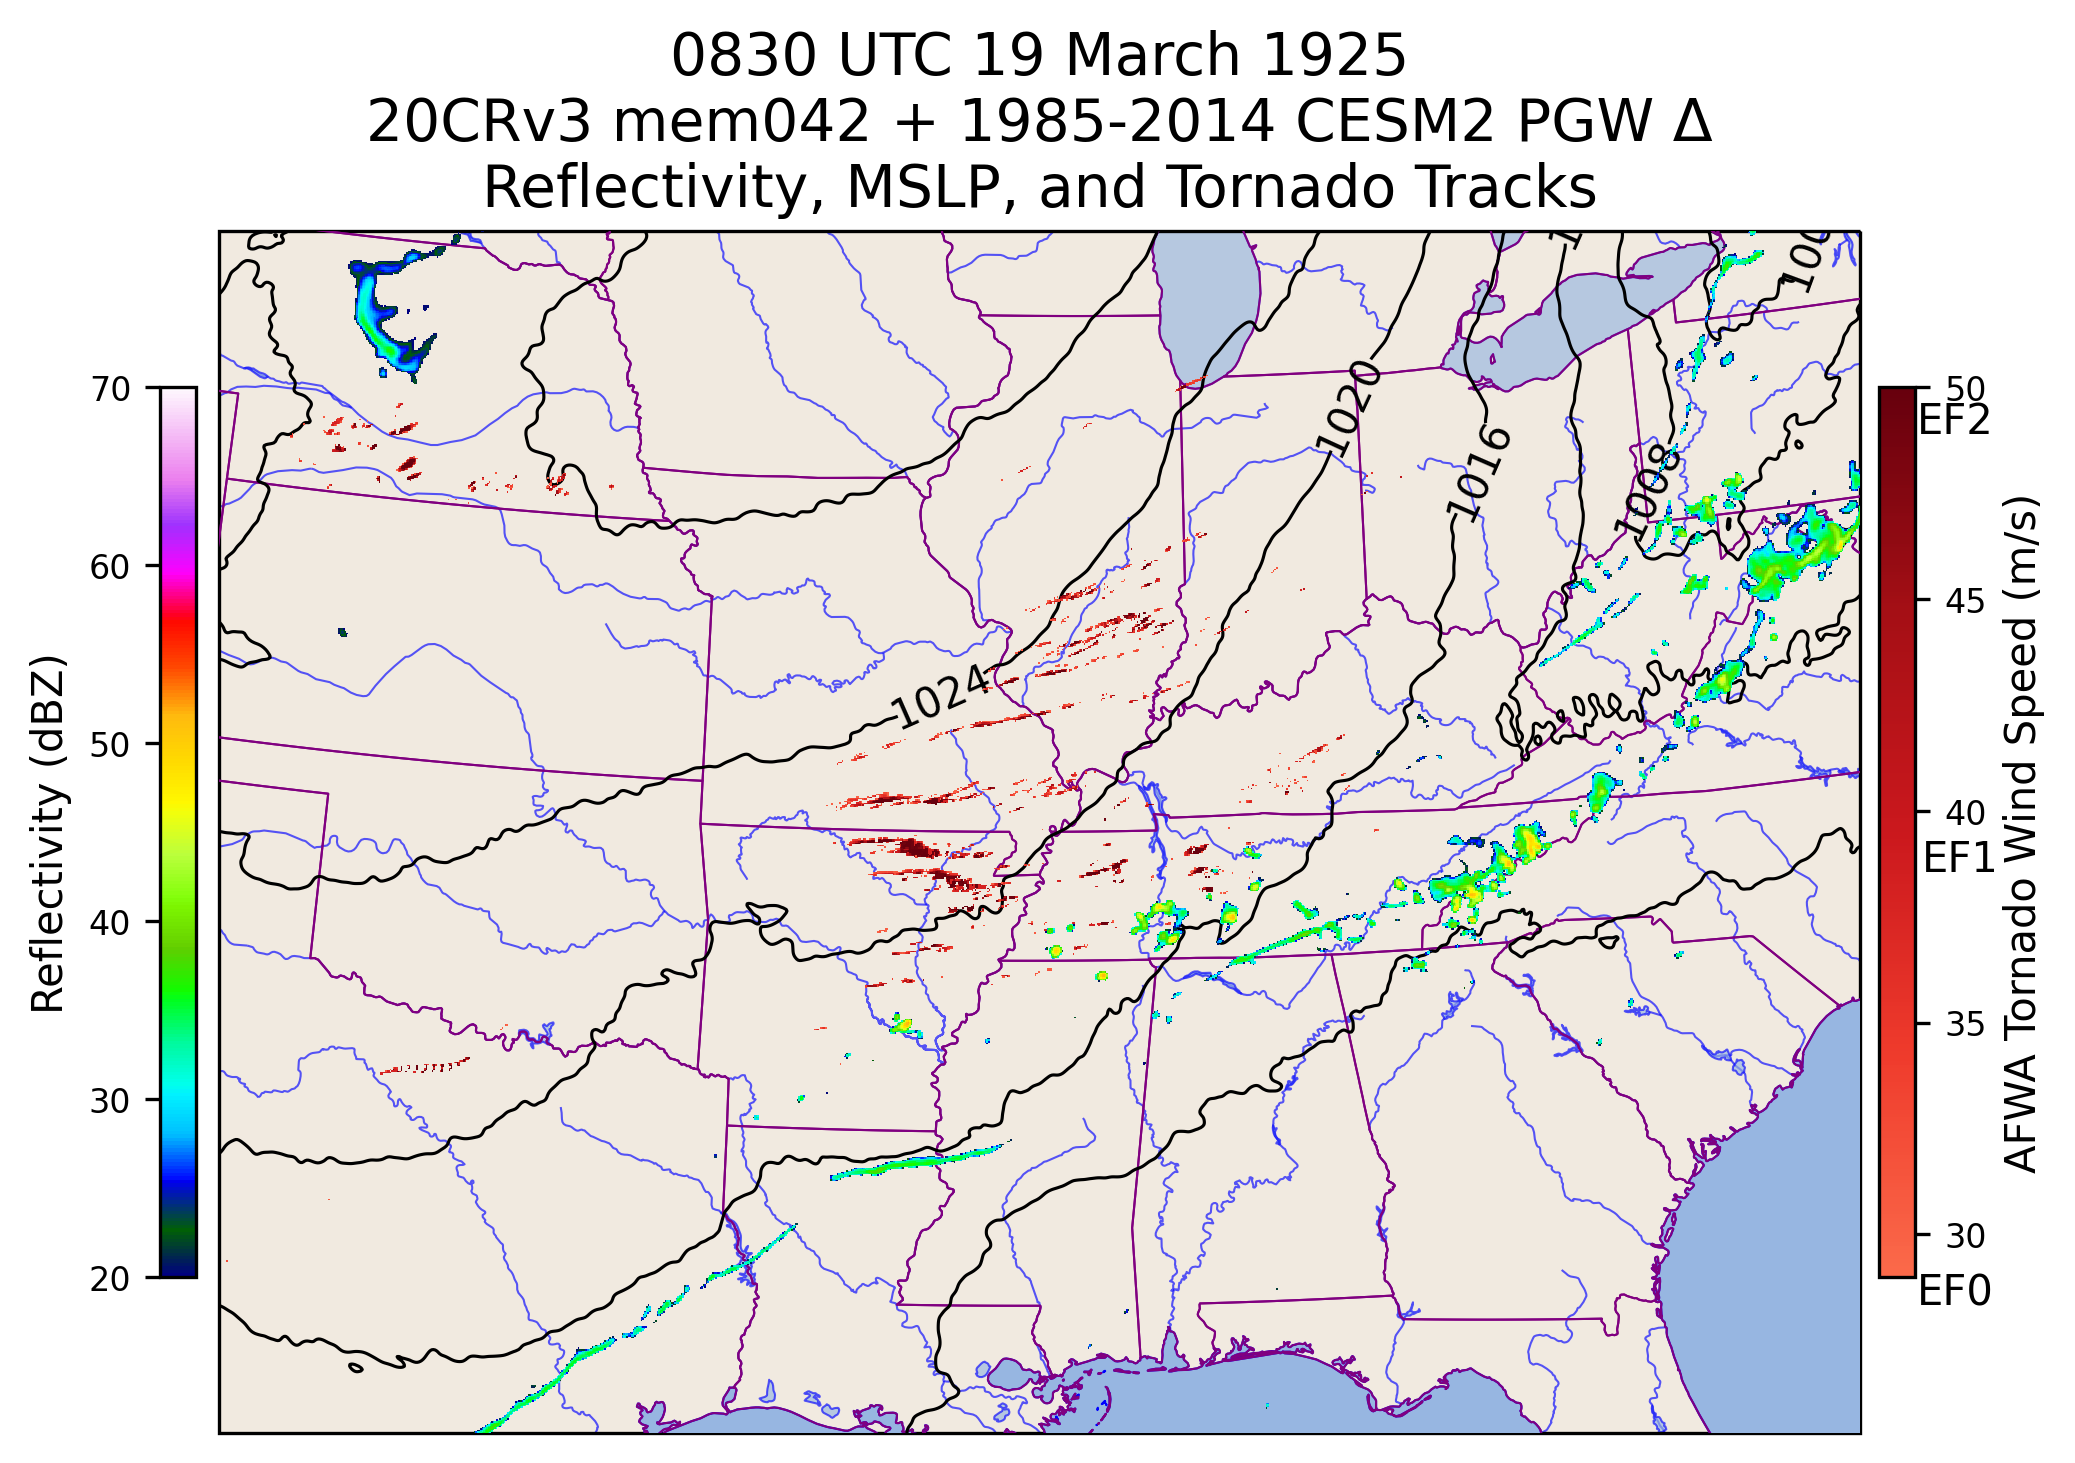 0830 UTC 19 March 1925
20CRv3 mem042 + 1985-2014 CESM2 PGW Δ
Reflectivity, MSLP, and Tornado Tracks
70
60
50
40
30
20
Reflectivity (dBZ)
1024
1020
1016
1008
50
EF2
45
40
EF1
35
30
EF0
AFWA Tornado Wind Speed (m/s)